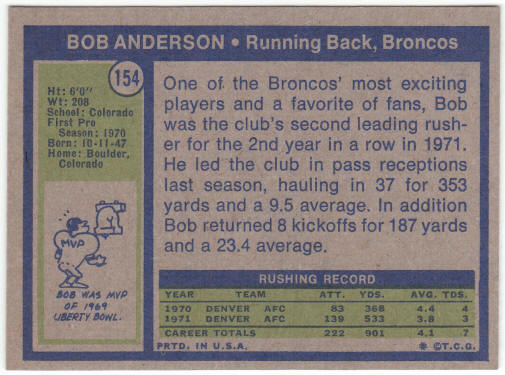 BOB ANDERSON • Running Back, Broncos
154
Ht: 6'0"
Wt: 208
School: Colorado
First Pro
Season: 1970
Born: 10-11-47
Home: Boulder,
Colorado
MVP
BOB WAS MVP
OF 1969
LIBERTY BOWL.
One of the Broncos' most exciting
players and a favorite of fans, Bob
was the club's second leading rush-
er for the 2nd year in a row in 1971.
He led the club in pass receptions
last season, hauling in 37 for 353
yards and a 9.5 average. In addition
Bob returned 8 kickoffs for 187 yards
and a 23.4 average.
RUSHING RECORD
YEAR TEAM ATT. YDS. AVG. TDS.
1970 DENVER AFC 83 368 4.4 4
1971 DENVER AFC 139 533 3.8 3
CAREER TOTALS 222 901 4.1 7
PRTD. IN U.S.A. * ©T.C.G.